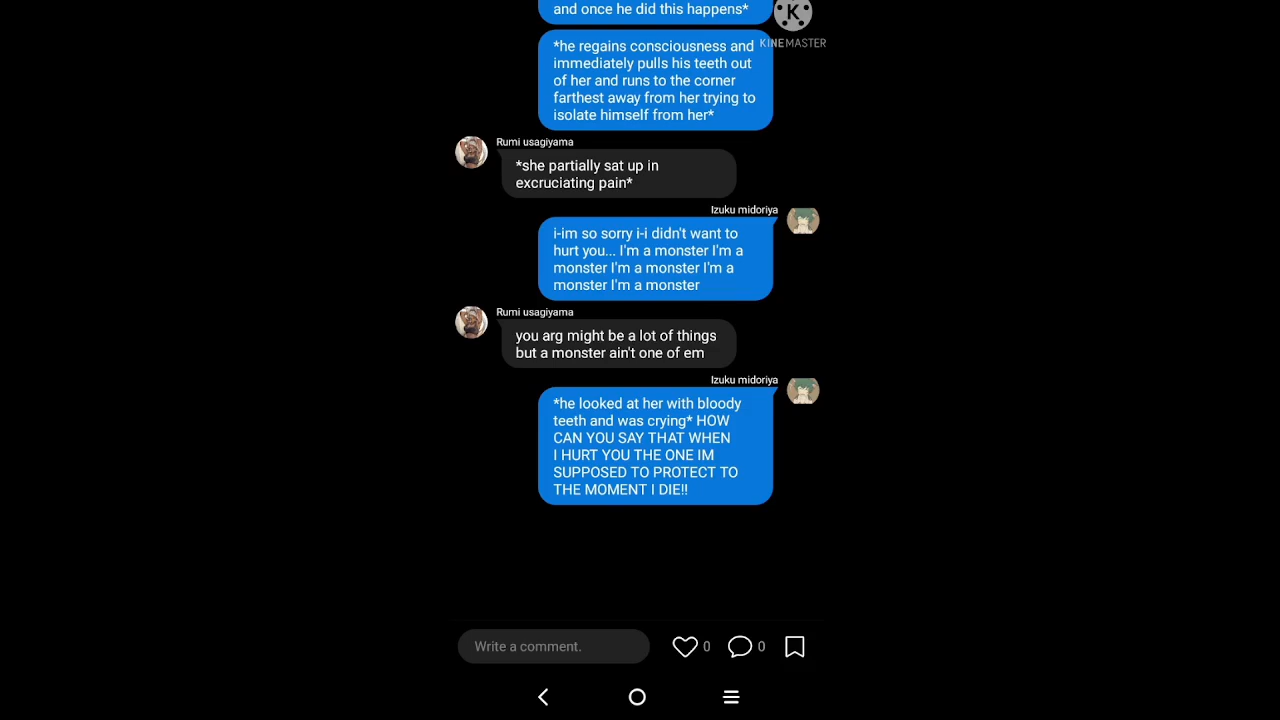 and once he did this happens*
K
KINEMASTER
*he regains consciousness and
immediately pulls his teeth out
of her and runs to the corner
farthest away from her trying to
isolate himself from her*
Rumi usagiyama
*she partially sat up in
excruciating pain*
Izuku midoriya
i-im so sorry i-i didn't want to
hurt you... I'm a monster I'm a
monster I'm a monster I'm a
monster I'm a monster
Rumi usagiyama
you arg might be a lot of things
but a monster ain't one of em
Izuku midoriya
*he looked at her with bloody
teeth and was crying* HOW
CAN YOU SAY THAT WHEN
I HURT YOU THE ONE IM
SUPPOSED TO PROTECT TO
THE MOMENT I DIE!!
Write a comment.
0
0